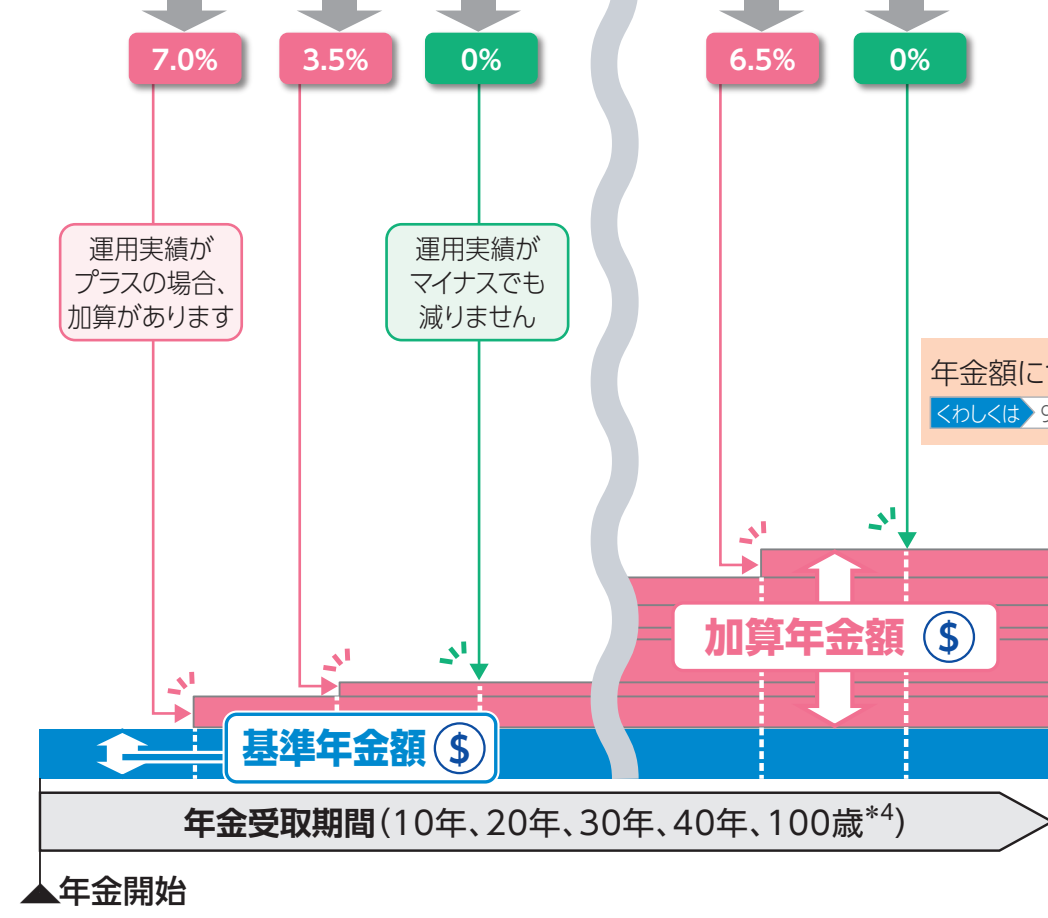 7.0%
3.5%
0%
6.5%
0%
運用実績が
プラスの場合、
加算があります
運用実績が
マイナスでも
減りません
年金額に
くわしくは
加算年金額 $
基準年金額 $
年金受取期間(10年、20年、30年、40年、100歳*4)
▲年金開始